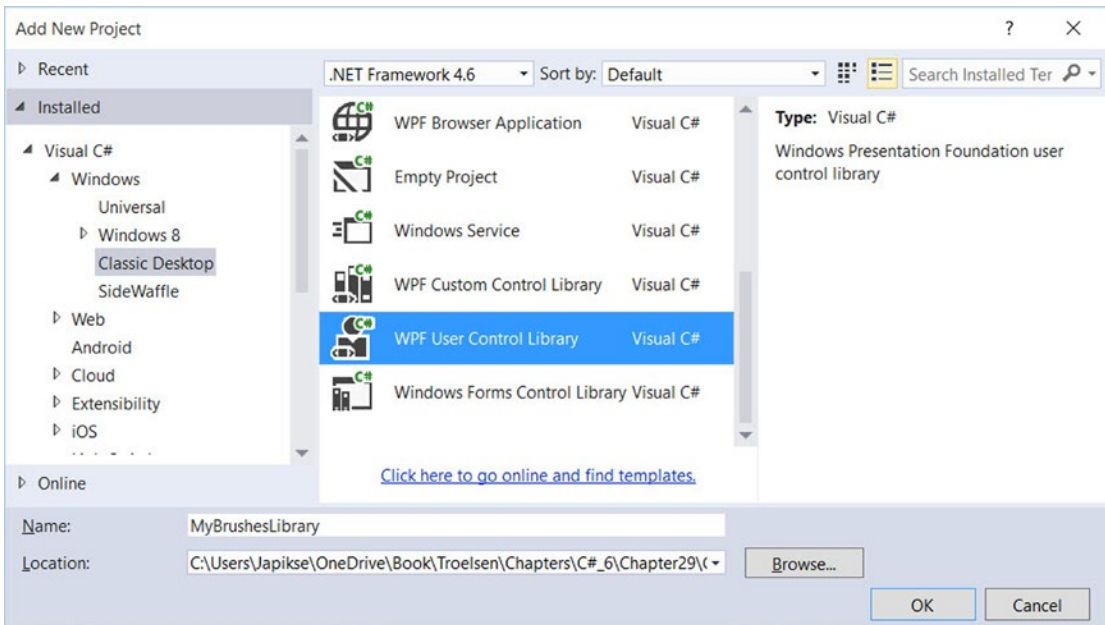 Add New Project
?
Recent
.NET Framework 4.6
Sort by:
Default
Search Installed Ter
Installed
Visual C#
Windows
Universal
Windows 8
Classic Desktop
SideWaffle
Web
Android
Cloud
Extensibility
iOS
Online
C#
WPF Browser Application Visual C#
C#
Empty Project Visual C#
C#
Windows Service Visual C#
C#
WPF Custom Control Library Visual C#
C#
WPF User Control Library Visual C#
C#
Windows Forms Control Library Visual C#
Click here to go online and find templates.
Type: Visual C#
Windows Presentation Foundation user
control library
Name: MyBrushesLibrary
Location: C:\Users\Japikse\OneDrive\Book\Troelsen\Chapters\C#_6\Chapter29\(
Browse...
OK
Cancel